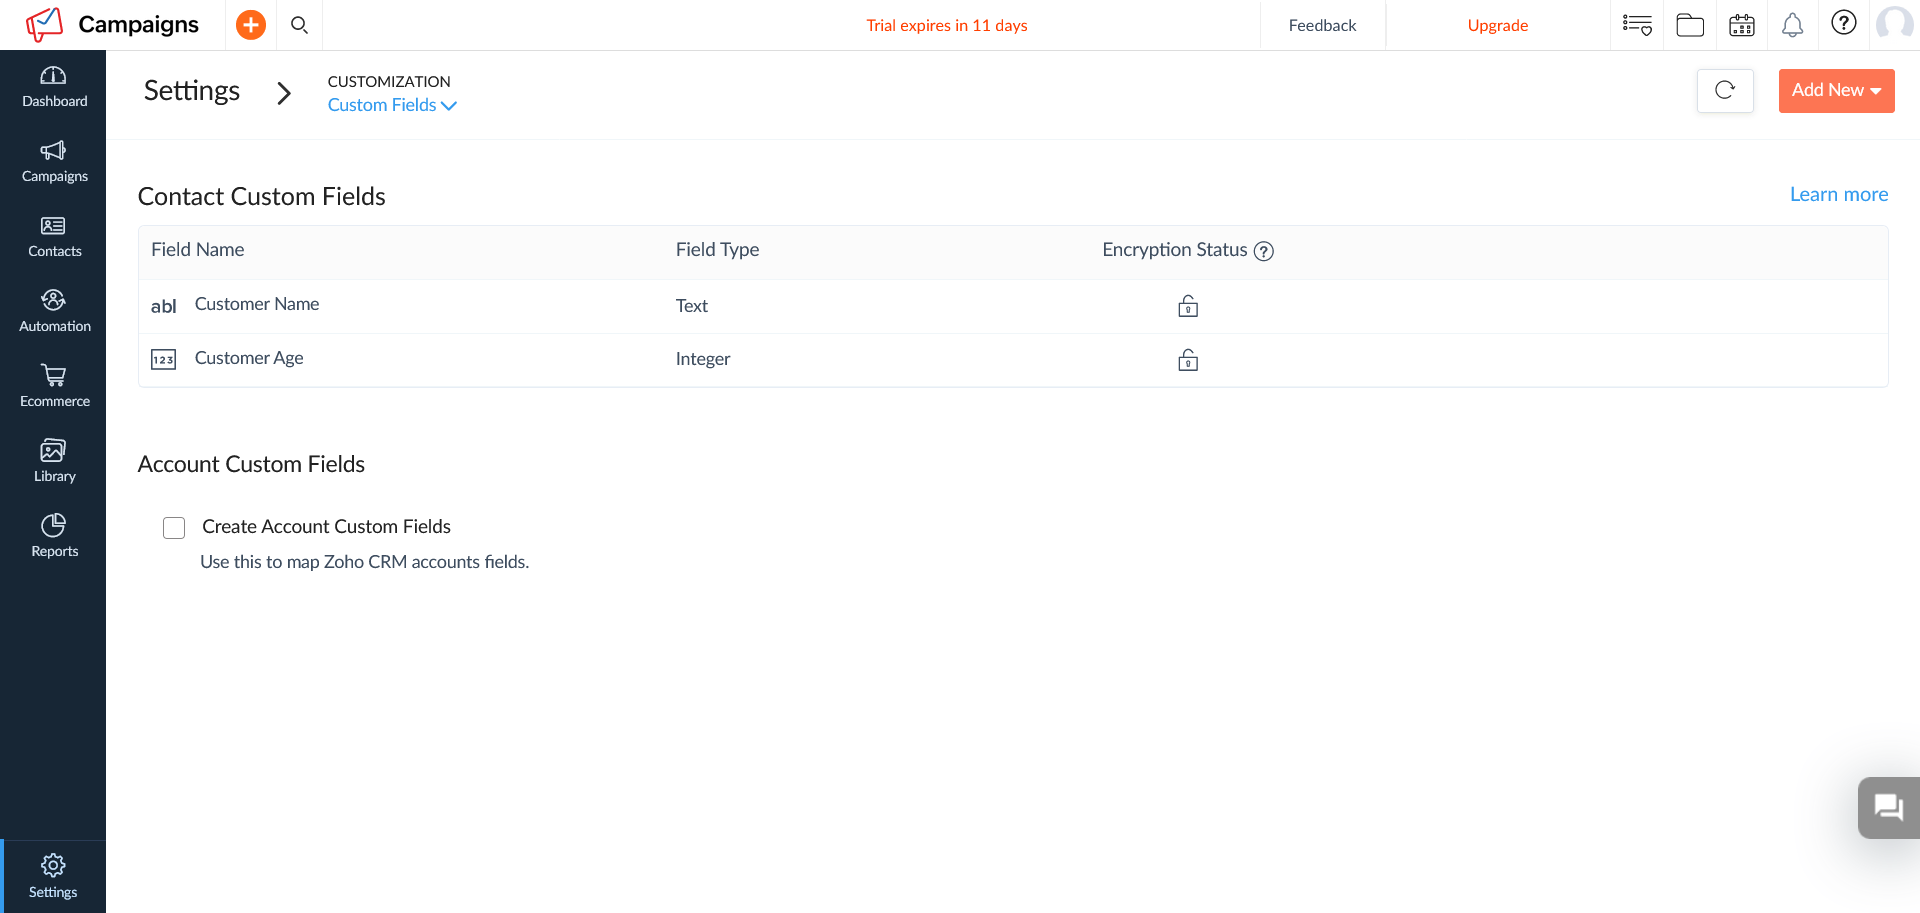 Campaigns
Trial expires in 11 days
Feedback
Upgrade
Dashboard
Campaigns
Contacts
Automation
Ecommerce
Library
Reports
Settings
Settings
CUSTOMIZATION
Custom Fields
Add New
Contact Custom Fields
Learn more
Field Name Field Type Encryption Status ?
abl Customer Name Text
123 Customer Age Integer
Account Custom Fields
Create Account Custom Fields
Use this to map Zoho CRM accounts fields.